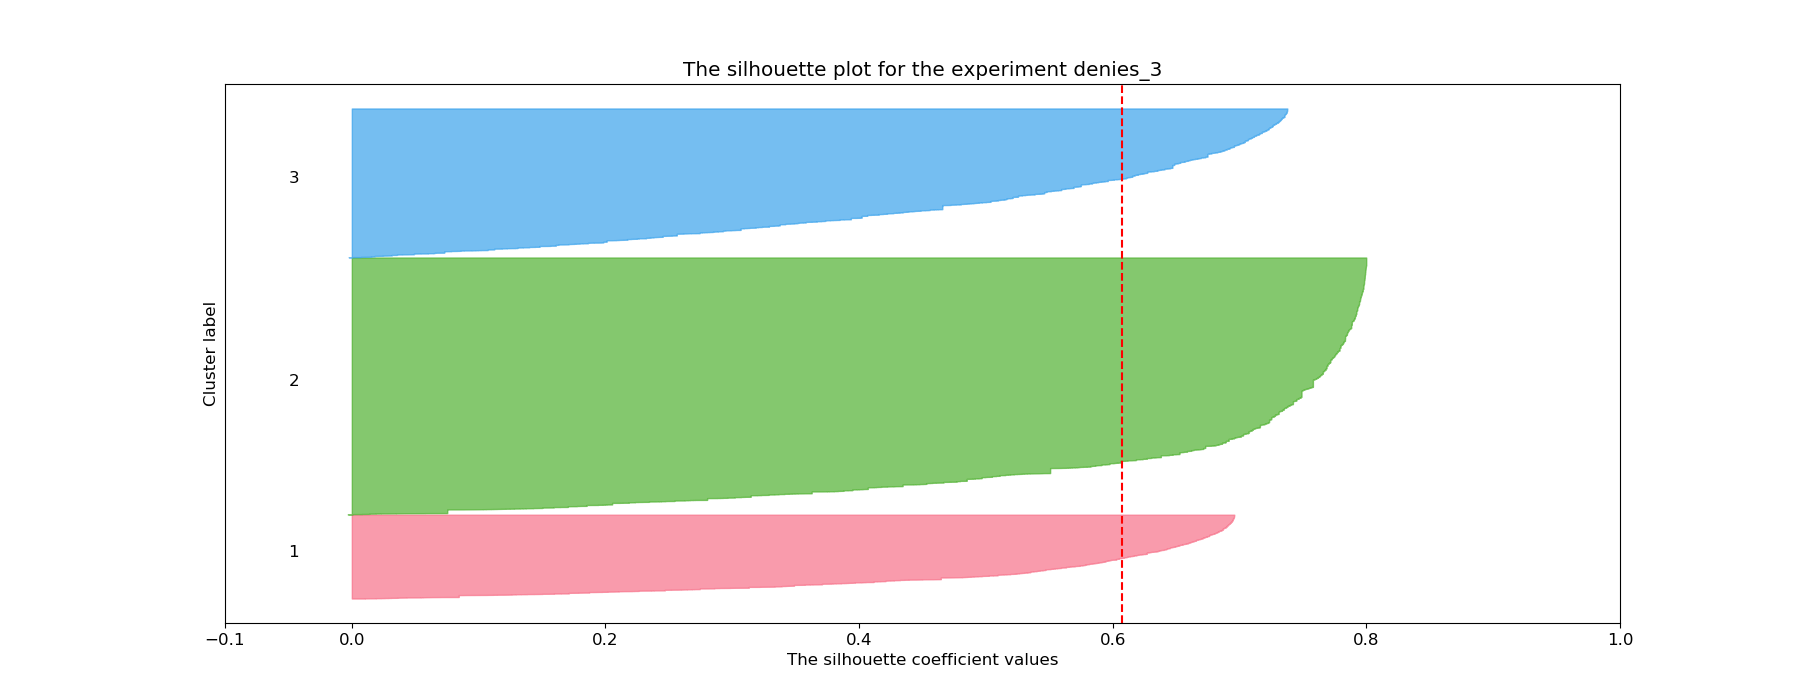 The silhouette plot for the experiment denies_3
Cluster label
3
2
1
−0.1 0.0 0.2 0.4 0.6 0.8 1.0
The silhouette coefficient values